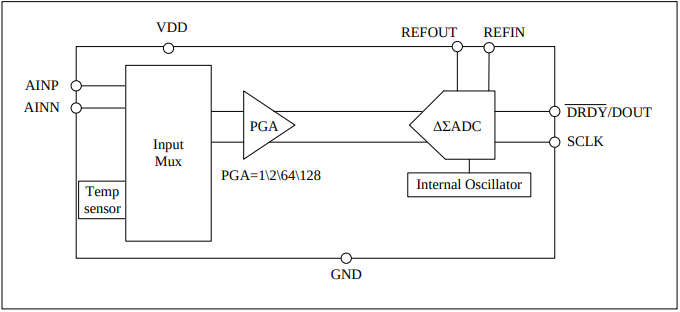 VDD
REFOUT
REFIN
AINP
AINN
Input
Mux
PGA
ΔΣADC
DRDY/DOUT
SCLK
PGA=1\2\64\128
Temp
sensor
Internal Oscillator
GND